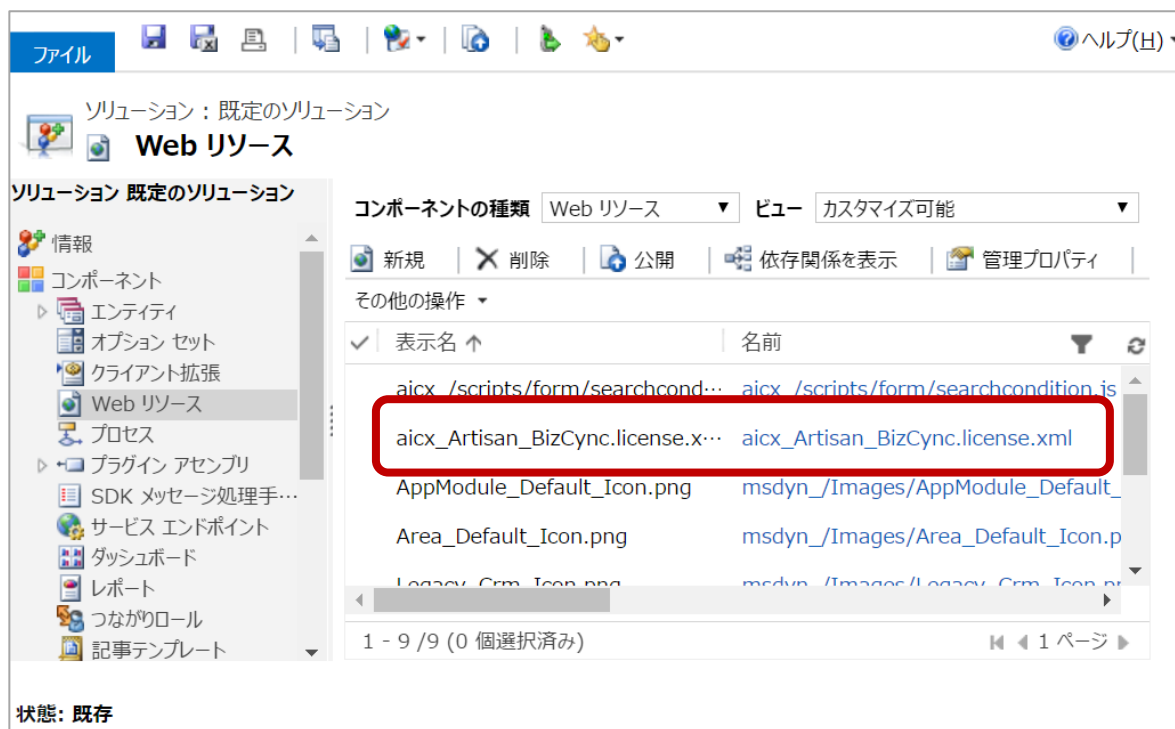 ファイル
ヘルプ(H)
ソリューション : 既定のソリューション
Web リソース
ソリューション 既定のソリューション
情報
コンポーネント
エンティティ
オプション セット
クライアント拡張
Web リソース
プロセス
プラグイン アセンブリ
SDK メッセージ処理手…
サービス エンドポイント
ダッシュボード
レポート
つながりロール
記事テンプレート
コンポーネントの種類 Web リソース ビュー カスタマイズ可能
新規 削除 公開 依存関係を表示 管理プロパティ
その他の操作
表示名 名前
aicx_/scripts/form/searchcond… aicx_/scripts/form/searchcondition.js
aicx_Artisan_BizCync.license.x… aicx_Artisan_BizCync.license.xml
AppModule_Default_Icon.png msdyn_/Images/AppModule_Default_
Area_Default_Icon.png msdyn_/Images/Area_Default_Icon.p
Legacy_Crm_Icon.png msdyn_/Images/Legacy_Crm_Icon.pn
1 - 9 /9 (0 個選択済み) 1 ページ
状態: 既存